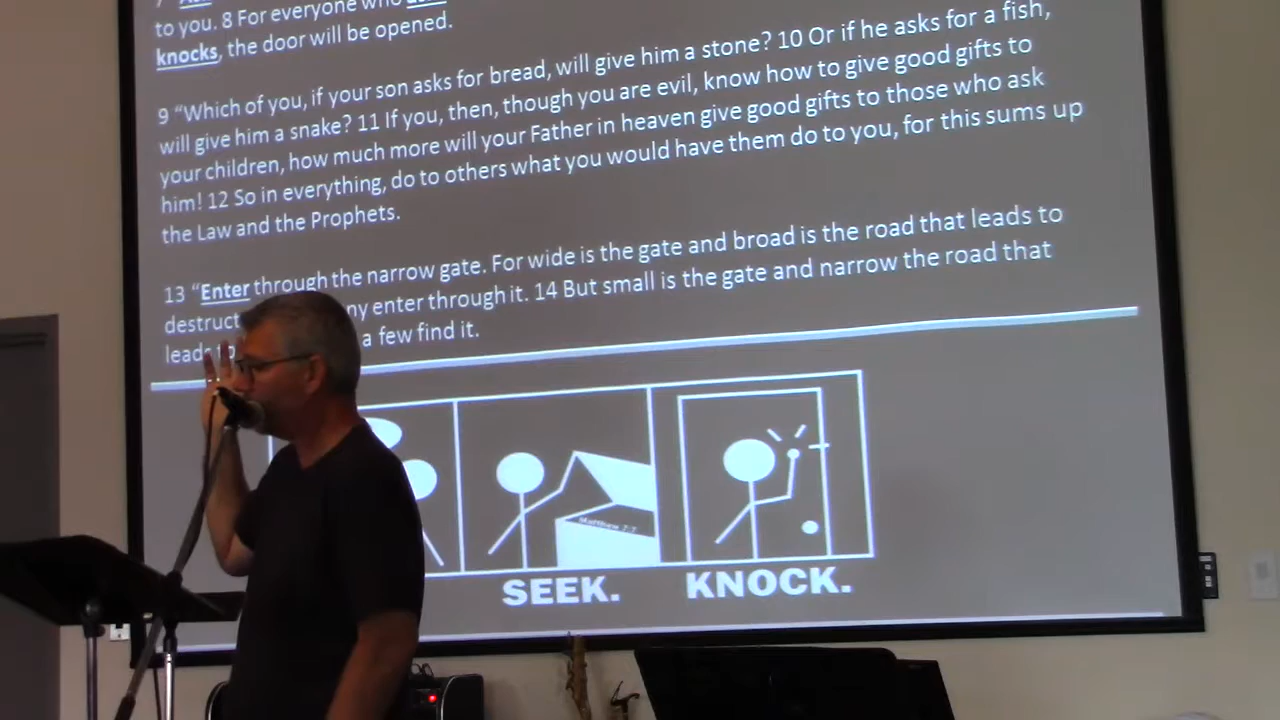 to you. 8 For everyone who
knocks, the door will be opened.
9 “Which of you, if your son asks for bread, will give him a stone? 10 Or if he asks for a fish,
will give him a snake? 11 If you, then, though you are evil, know how to give good gifts to
your children, how much more will your Father in heaven give good gifts to those who ask
him! 12 So in everything, do to others what you would have them do to you, for this sums up
the Law and the Prophets.
13 “Enter through the narrow gate. For wide is the gate and broad is the road that leads to
destruct ny enter through it. 14 But small is the gate and narrow the road that
leads to a few find it.
Matthew 7:7
SEEK. KNOCK.